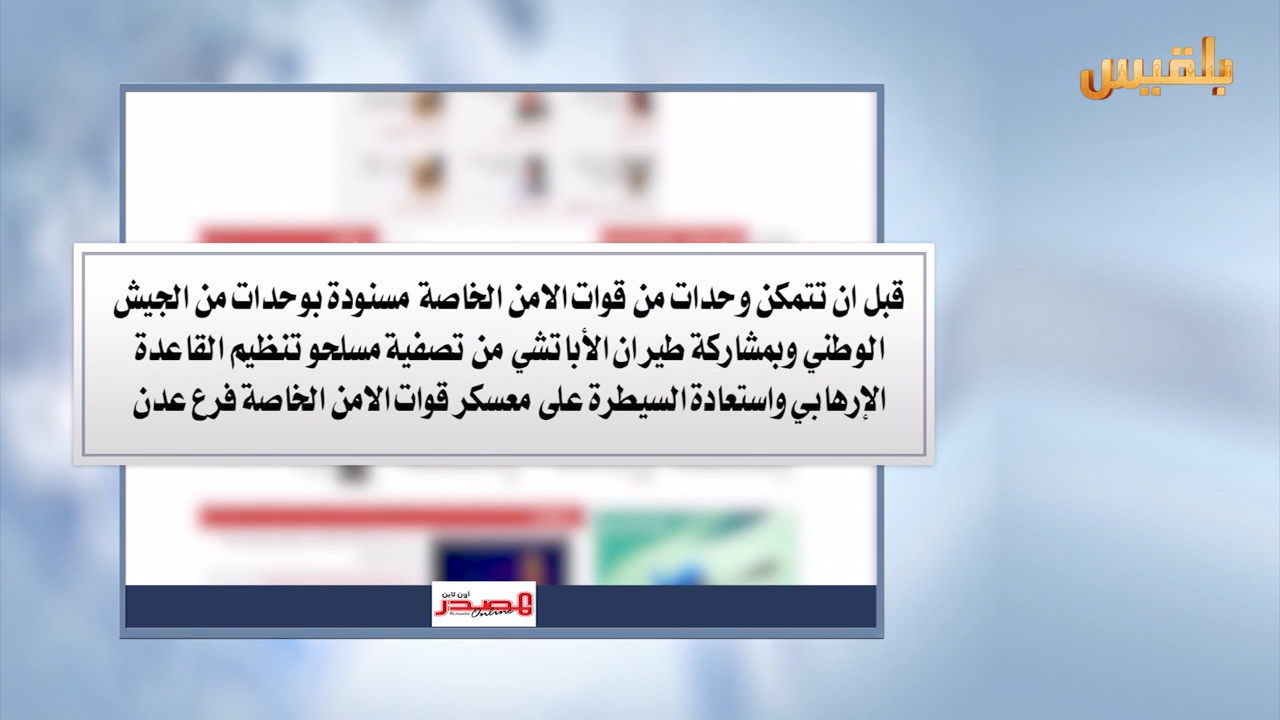 بلقيس
قبل ان تتمكن وحدات من قوات الامن الخاصة مسنودة بوحدات من الجيش
الوطني وبمشاركة طيران الأباتشي من تصفية مسلحو تنظيم القاعدة
الإرهابي واستعادة السيطرة على معسكر قوات الامن الخاصة فرع عدن
أون لاين
المصدر
Online